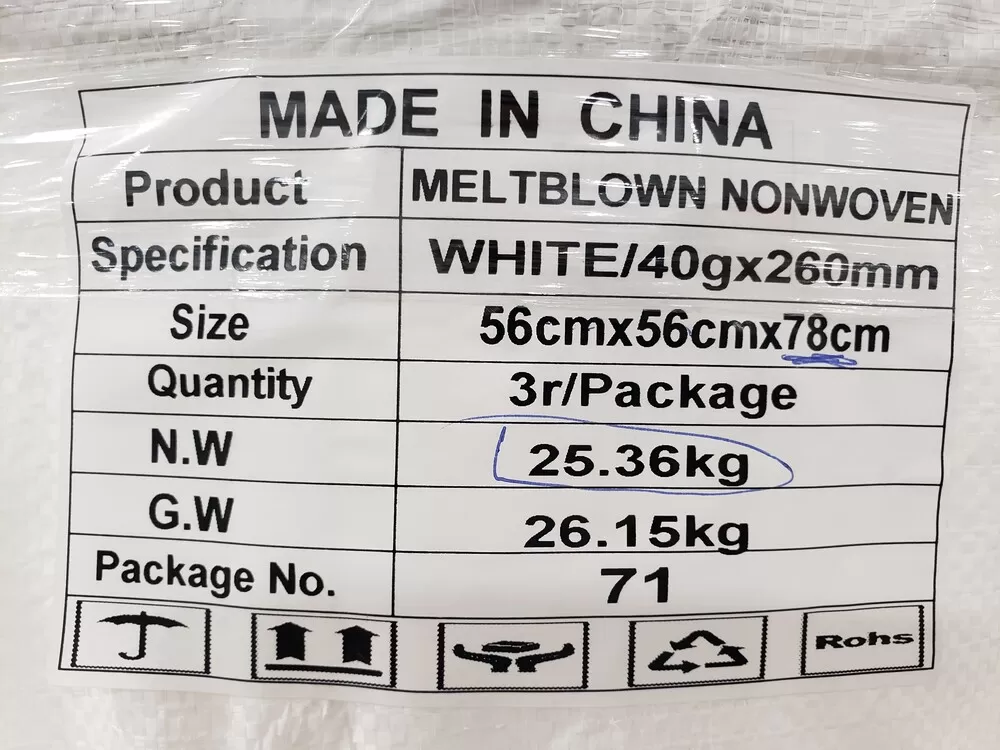 MADE IN CHINA
Product MELTBLOWN NONWOVEN
Specification WHITE/40gx260mm
Size 56cmx56cmx78cm
Quantity 3r/Package
N.W 25.36kg
G.W 26.15kg
Package No. 71
Rohs